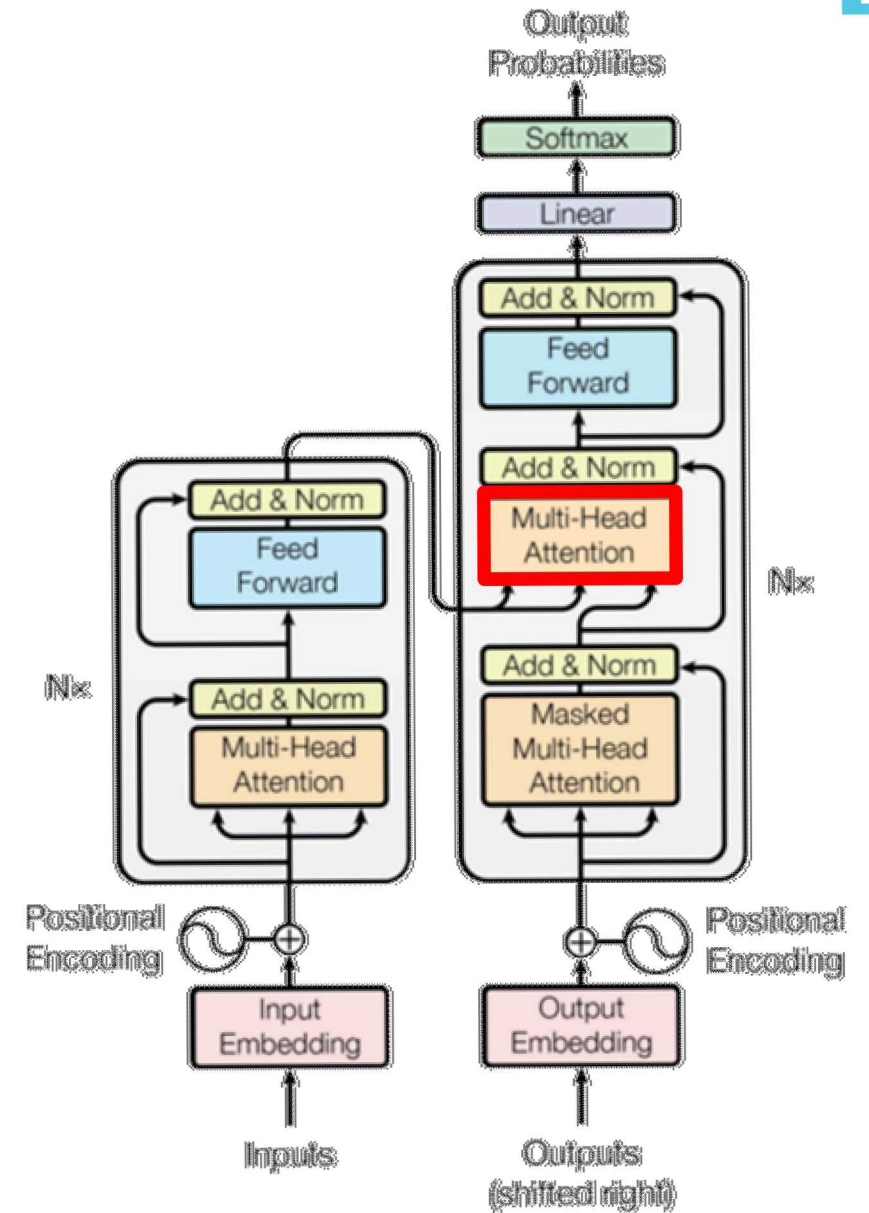 Output
Probabilities
Softmax
Linear
Add & Norm
Feed
Forward
Add & Norm
Multi-Head
Attention
Nx
Add & Norm
Masked
Multi-Head
Attention
Add & Norm
Feed
Forward
Nx
Add & Norm
Multi-Head
Attention
Positional
Encoding
Positional
Encoding
Input
Embedding
Output
Embedding
Inputs
Outputs
(shifted right)